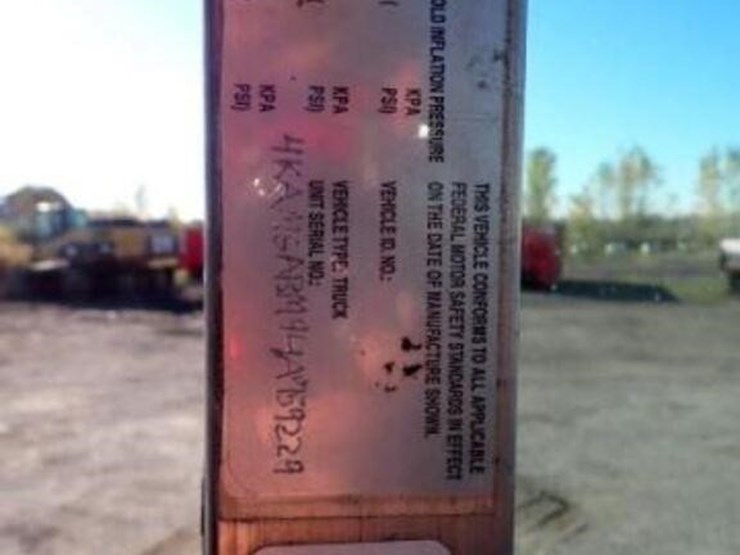 THIS VEHICLE CONFORMS TO ALL APPLICABLE
FEDERAL MOTOR SAFETY STANDARDS IN EFFECT
ON THE DATE OF MANUFACTURE SHOWN.
OLD INFLATION PRESSURE
KPA
PSI)
VEHICLE ID. NO.:
KPA
PSI)
VEHICLE TYPE: TRUCK
UNIT SERIAL NO.:
KPA
PSI)